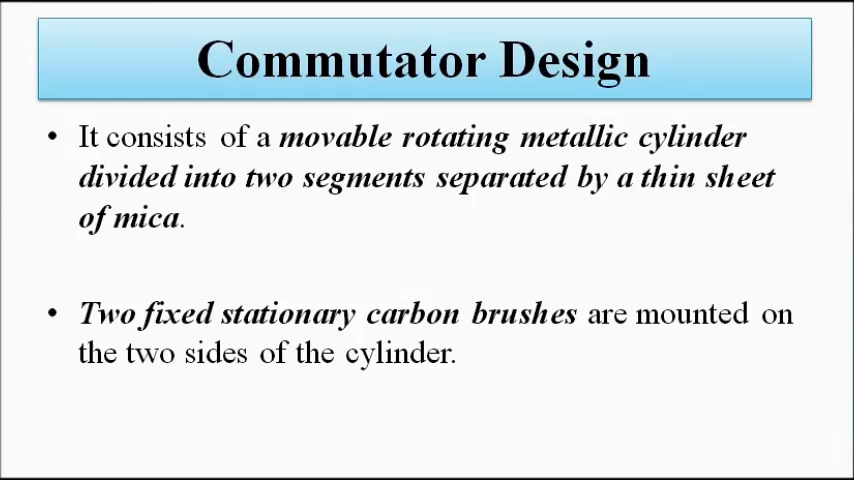 Commutator Design
• It consists of a movable rotating metallic cylinder
divided into two segments separated by a thin sheet
of mica.
• Two fixed stationary carbon brushes are mounted on
the two sides of the cylinder.